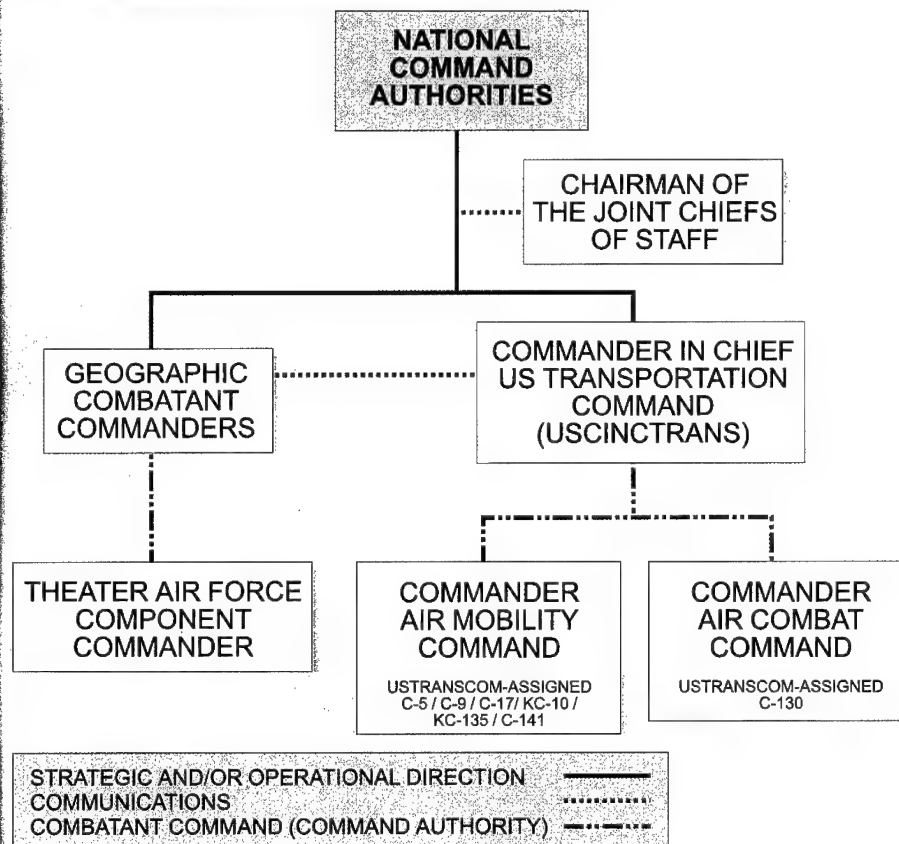 NATIONAL
COMMAND
AUTHORITIES
CHAIRMAN OF
THE JOINT CHIEFS
OF STAFF
GEOGRAPHIC
COMBATANT
COMMANDERS
COMMANDER IN CHIEF
US TRANSPORTATION
COMMAND
(USCINCTRANS)
THEATER AIR FORCE
COMPONENT
COMMANDER
COMMANDER
AIR MOBILITY
COMMAND
USTRANSCOM-ASSIGNED
C-5 / C-9 / C-17/ KC-10 /
KC-135 / C-141
COMMANDER
AIR COMBAT
COMMAND
USTRANSCOM-ASSIGNED
C-130
STRATEGIC AND/OR OPERATIONAL DIRECTION
COMMUNICATIONS
COMBATANT COMMAND (COMMAND AUTHORITY)